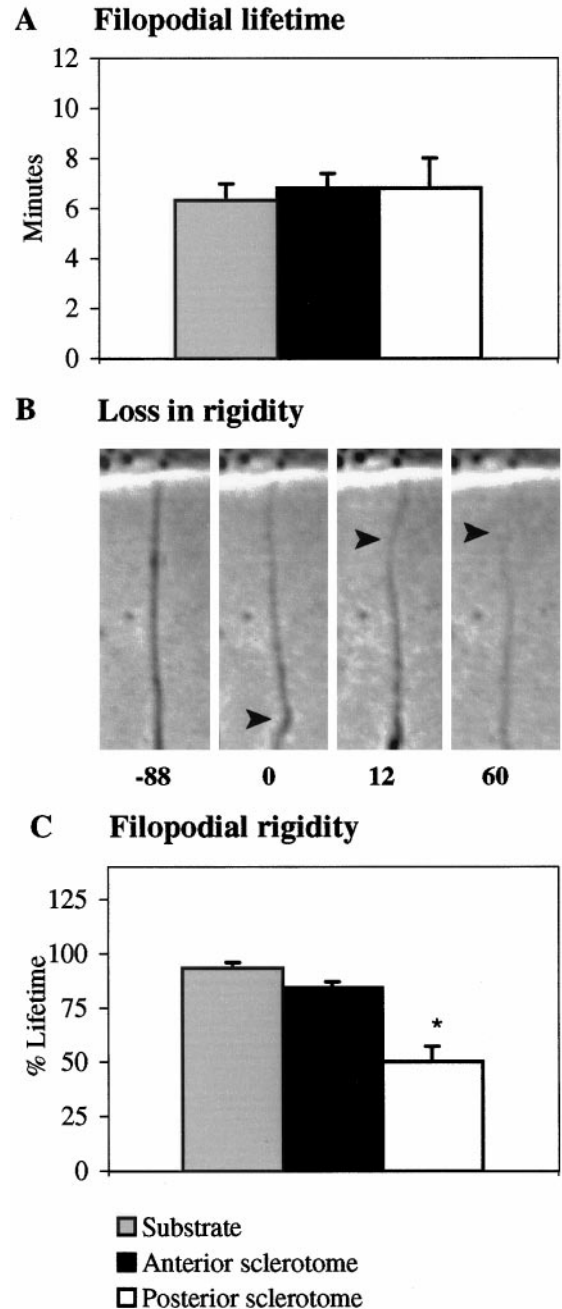 A Filopodial lifetime
12
10
8
6
4
2
0
Minutes
B Loss in rigidity
-88 0 12 60
C Filopodial rigidity
125
100
75
50
25
0
% Lifetime
*
Substrate
Anterior sclerotome
Posterior sclerotome